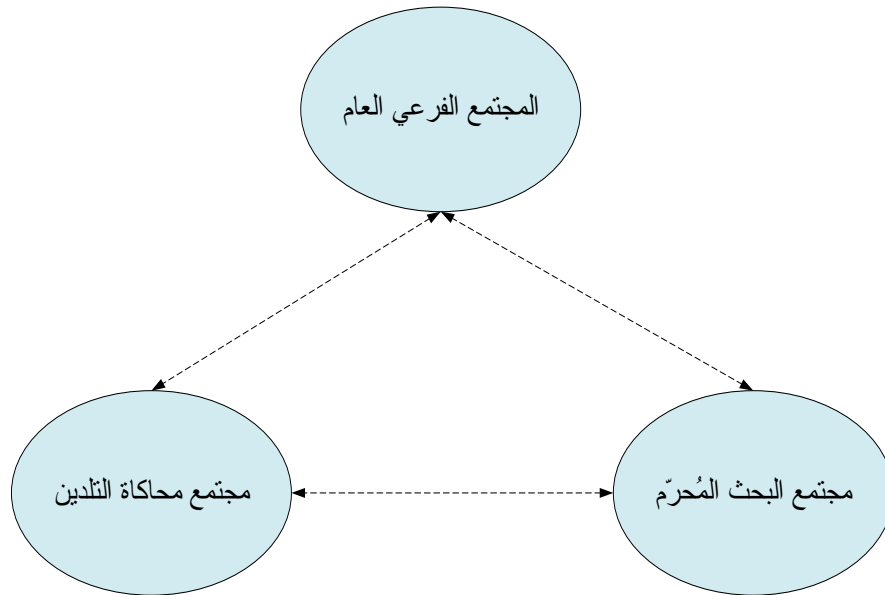 المجتمع الفرعي العام
مجتمع البحث المُحرّم
مجتمع محاكاة التلدين